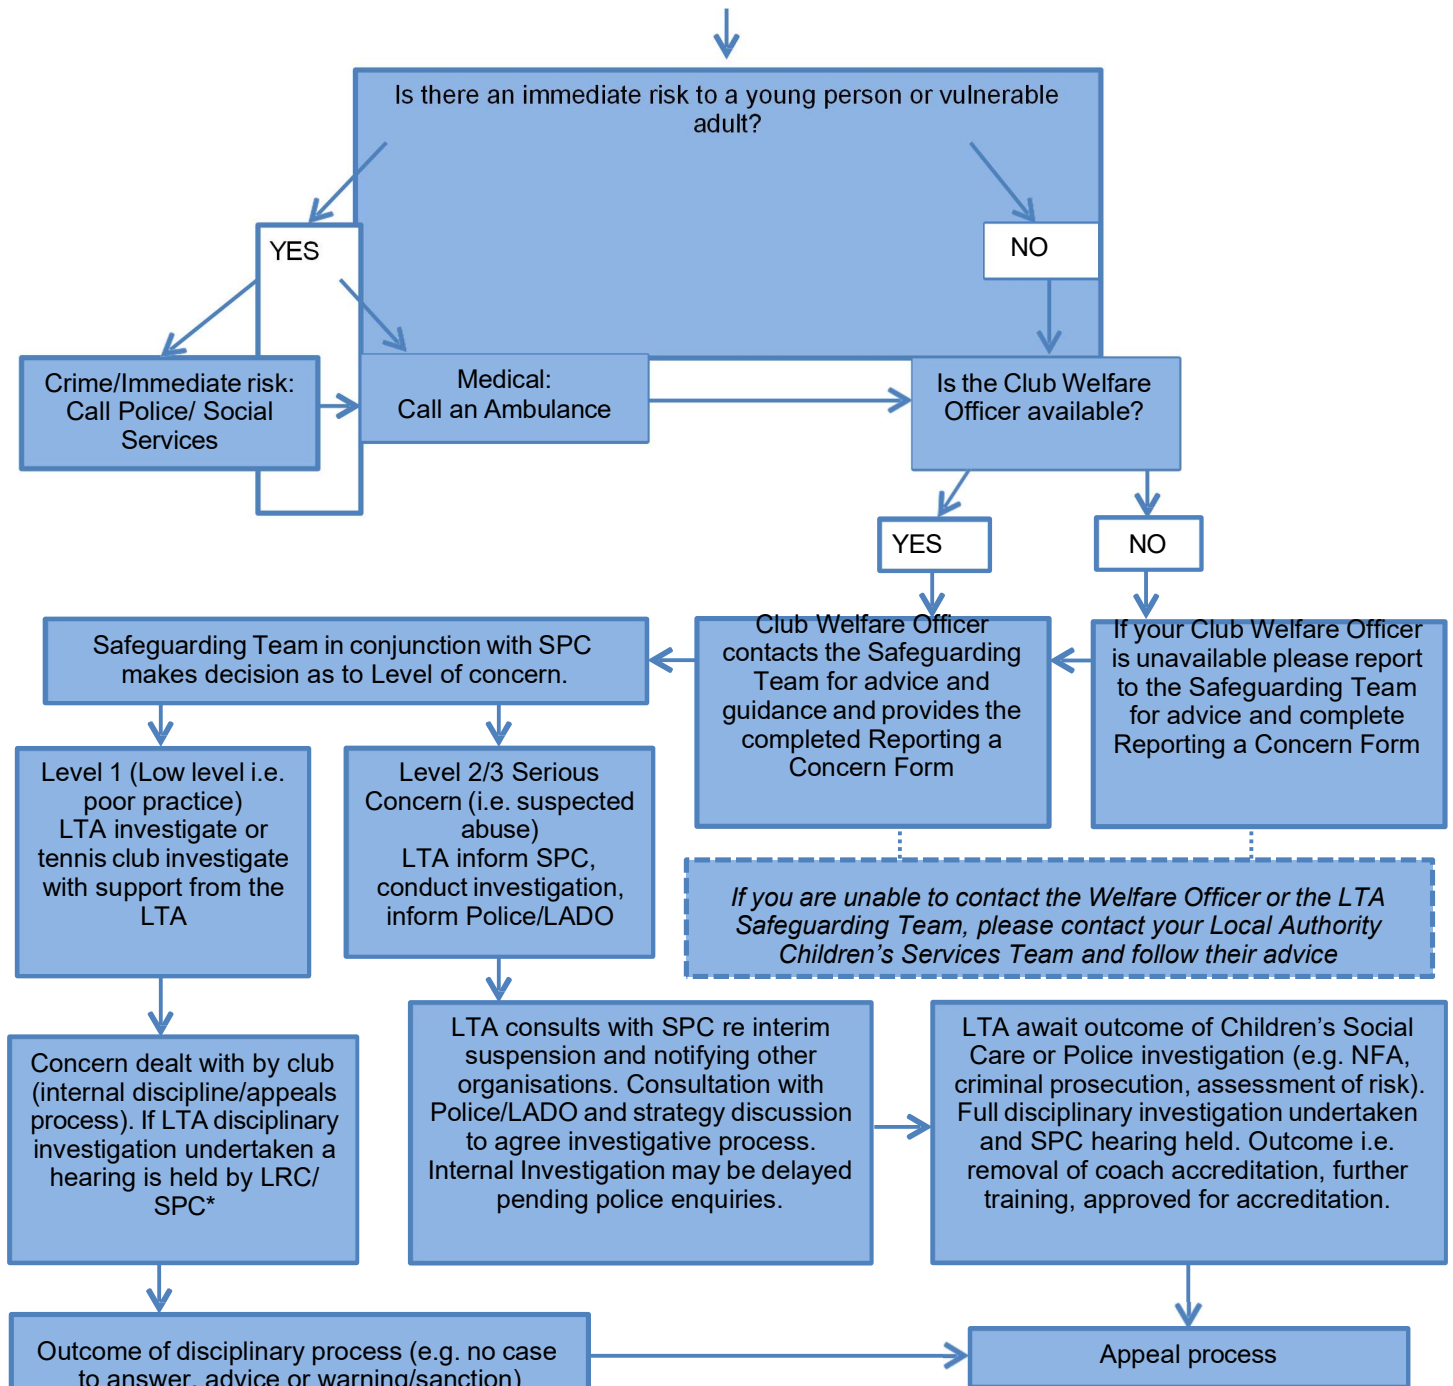 Is there an immediate risk to a young person or vulnerable
adult?
YES
NO
Crime/Immediate risk:
Call Police/ Social
Services
Medical:
Call an Ambulance
Is the Club Welfare
Officer available?
YES
NO
Safeguarding Team in conjunction with SPC
makes decision as to Level of concern.
Club Welfare Officer
contacts the Safeguarding
Team for advice and
guidance and provides the
completed Reporting a
Concern Form
If your Club Welfare Officer
is unavailable please report
to the Safeguarding Team
for advice and complete
Reporting a Concern Form
Level 1 (Low level i.e.
poor practice)
LTA investigate or
tennis club investigate
with support from the
LTA
Level 2/3 Serious
Concern (i.e. suspected
abuse)
LTA inform SPC,
conduct investigation,
inform Police/LADO
If you are unable to contact the Welfare Officer or the LTA
Safeguarding Team, please contact your Local Authority
Children’s Services Team and follow their advice
Concern dealt with by club
(internal discipline/appeals
process). If LTA disciplinary
investigation undertaken a
hearing is held by LRC/
SPC*
LTA consults with SPC re interim
suspension and notifying other
organisations. Consultation with
Police/LADO and strategy discussion
to agree investigative process.
Internal Investigation may be delayed
pending police enquiries.
LTA await outcome of Children’s Social
Care or Police investigation (e.g. NFA,
criminal prosecution, assessment of risk).
Full disciplinary investigation undertaken
and SPC hearing held. Outcome i.e.
removal of coach accreditation, further
training, approved for accreditation.
Outcome of disciplinary process (e.g. no case
to answer, advice or warning/sanction)
Appeal process